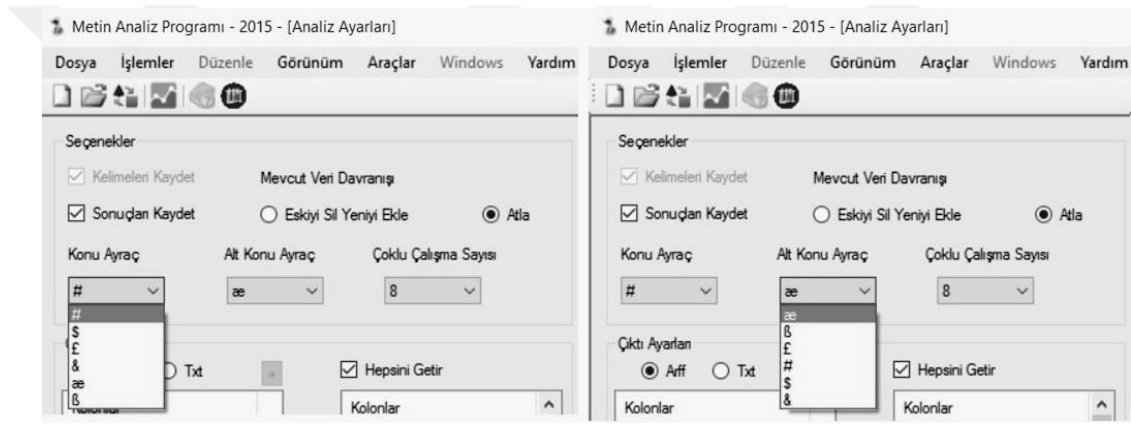 Metin Analiz Programı - 2015 - [Analiz Ayarları]
Dosya İşlemler Düzenle Görünüm Araçlar Windows Yardım
Seçenekler
Kelimeleri Kaydet Mevcut Veri Davranışı
Sonuçları Kaydet Eskiyi Sil Yeniyi Ekle Atla
Konu Ayraç Alt Konu Ayraç Çoklu Çalışma Sayısı
# æ 8
#
$
£
&
æ
ß
Txt + Hepsini Getir
Kolonlar
Metin Analiz Programı - 2015 - [Analiz Ayarları]
Dosya İşlemler Düzenle Görünüm Araçlar Windows Yardım
Seçenekler
Kelimeleri Kaydet Mevcut Veri Davranışı
Sonuçları Kaydet Eskiyi Sil Yeniyi Ekle Atla
Konu Ayraç Alt Konu Ayraç Çoklu Çalışma Sayısı
# æ 8
æ
ß
£
#
$
&
Çıktı Ayarları
Arff Txt Hepsini Getir
Kolonlar Kolonlar